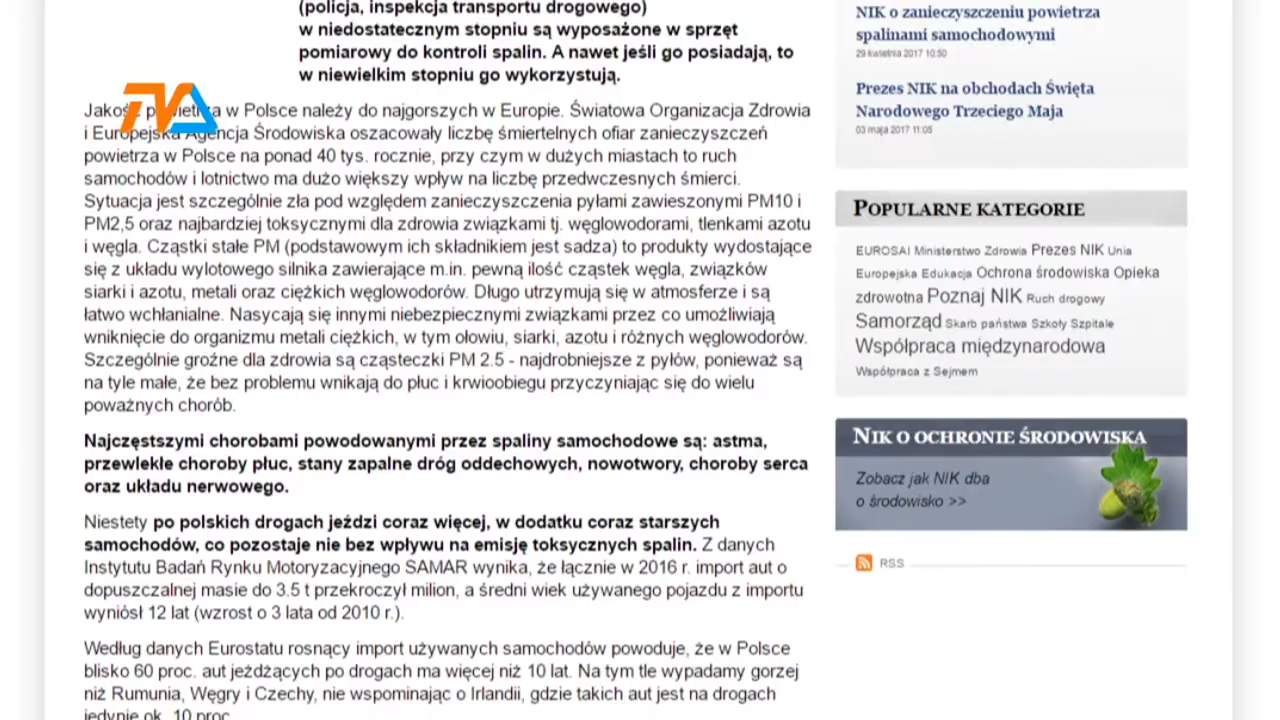 (policja, inspekcja transportu drogowego)
w niedostatecznym stopniu są wyposażone w sprzęt
pomiarowy do kontroli spalin. A nawet jeśli go posiadają, to
w niewielkim stopniu go wykorzystują.
TVA
Jakość powietrza w Polsce należy do najgorszych w Europie. Światowa Organizacja Zdrowia
i Europejska Agencja Środowiska oszacowały liczbę śmiertelnych ofiar zanieczyszczeń
powietrza w Polsce na ponad 40 tys. rocznie, przy czym w dużych miastach to ruch
samochodów i lotnictwo ma dużo większy wpływ na liczbę przedwczesnych śmierci.
Sytuacja jest szczególnie zła pod względem zanieczyszczenia pyłami zawieszonymi PM10 i
PM2,5 oraz najbardziej toksycznymi dla zdrowia związkami tj. węglowodorami, tlenkami azotu
i węgla. Cząstki stałe PM (podstawowym ich składnikiem jest sadza) to produkty wydostające
się z układu wylotowego silnika zawierające m.in. pewną ilość cząstek węgla, związków
siarki i azotu, metali oraz ciężkich węglowodorów. Długo utrzymują się w atmosferze i są
łatwo wchłanialne. Nasycają się innymi niebezpiecznymi związkami przez co umożliwiają
wniknięcie do organizmu metali ciężkich, w tym ołowiu, siarki, azotu i różnych węglowodorów.
Szczególnie groźne dla zdrowia są cząsteczki PM 2.5 - najdrobniejsze z pyłów, ponieważ są
na tyle małe, że bez problemu wnikają do płuc i krwioobiegu przyczyniając się do wielu
poważnych chorób.
Najczęstszymi chorobami powodowanymi przez spaliny samochodowe są: astma,
przewlekłe choroby płuc, stany zapalne dróg oddechowych, nowotwory, choroby serca
oraz układu nerwowego.
Niestety po polskich drogach jeździ coraz więcej, w dodatku coraz starszych
samochodów, co pozostaje nie bez wpływu na emisję toksycznych spalin. Z danych
Instytutu Badań Rynku Motoryzacyjnego SAMAR wynika, że łącznie w 2016 r. import aut o
dopuszczalnej masie do 3.5 t przekroczył milion, a średni wiek używanego pojazdu z importu
wyniósł 12 lat (wzrost o 3 lata od 2010 r.).
Według danych Eurostatu rosnący import używanych samochodów powoduje, że w Polsce
blisko 60 proc. aut jeżdżących po drogach ma więcej niż 10 lat. Na tym tle wypadamy gorzej
niż Rumunia, Węgry i Czechy, nie wspominając o Irlandii, gdzie takich aut jest na drogach
jedynie ok. 10 proc.
NIK o zanieczyszczeniu powietrza
spalinami samochodowymi
29 kwietnia 2017 10:50
Prezes NIK na obchodach Święta
Narodowego Trzeciego Maja
03 maja 2017 11:05
POPULARNE KATEGORIE
EUROSAI Ministerstwo Zdrowia Prezes NIK Unia
Europejska Edukacja Ochrona środowiska Opieka
zdrowotna Poznaj NIK Ruch drogowy
Samorząd Skarb państwa Szkoły Szpitale
Współpraca międzynarodowa
Współpraca z Sejmem
NIK O OCHRONIE ŚRODOWISKA
Zobacz jak NIK dba
o środowisko >>
RSS